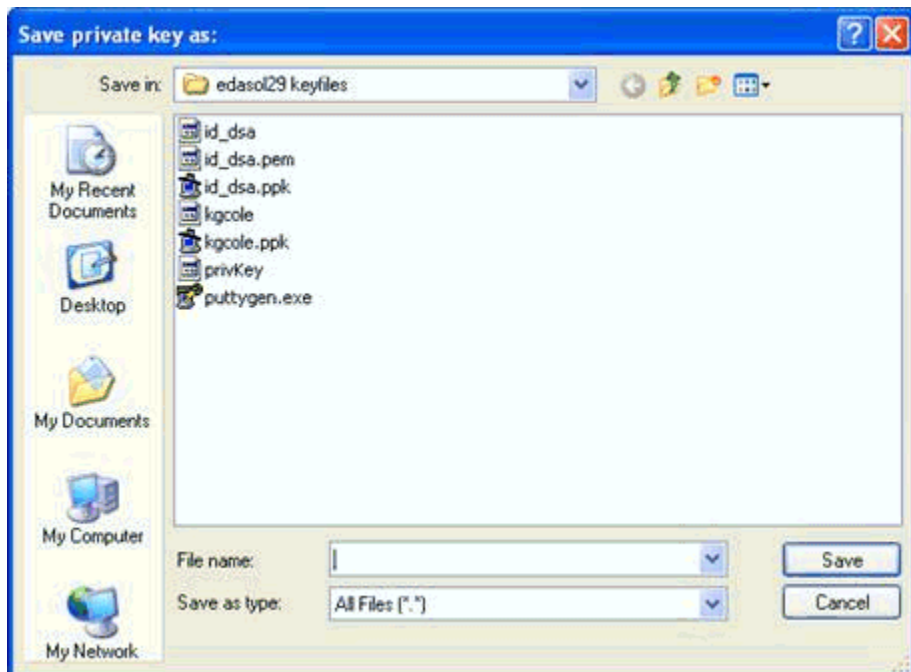 Save private key as:
Save in:
edasol29 keyfiles
My Recent
Documents
Desktop
My Documents
My Computer
My Network
id_dsa
id_dsa.pem
id_dsa.ppk
kgcole
kgcole.ppk
privKey
puttygen.exe
File name:
Save
Save as type:
All Files (*.*)
Cancel